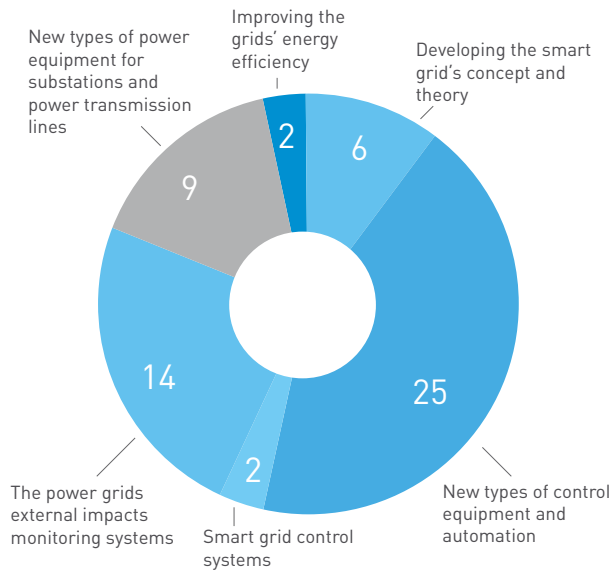 Improving the
grids' energy
efficiency
Developing the smart
grid's concept and
theory
New types of power
equipment for
substations and
power transmission
lines
2
6
9
14
25
2
The power grids
external impacts
monitoring systems
Smart grid control
systems
New types of control
equipment and
automation